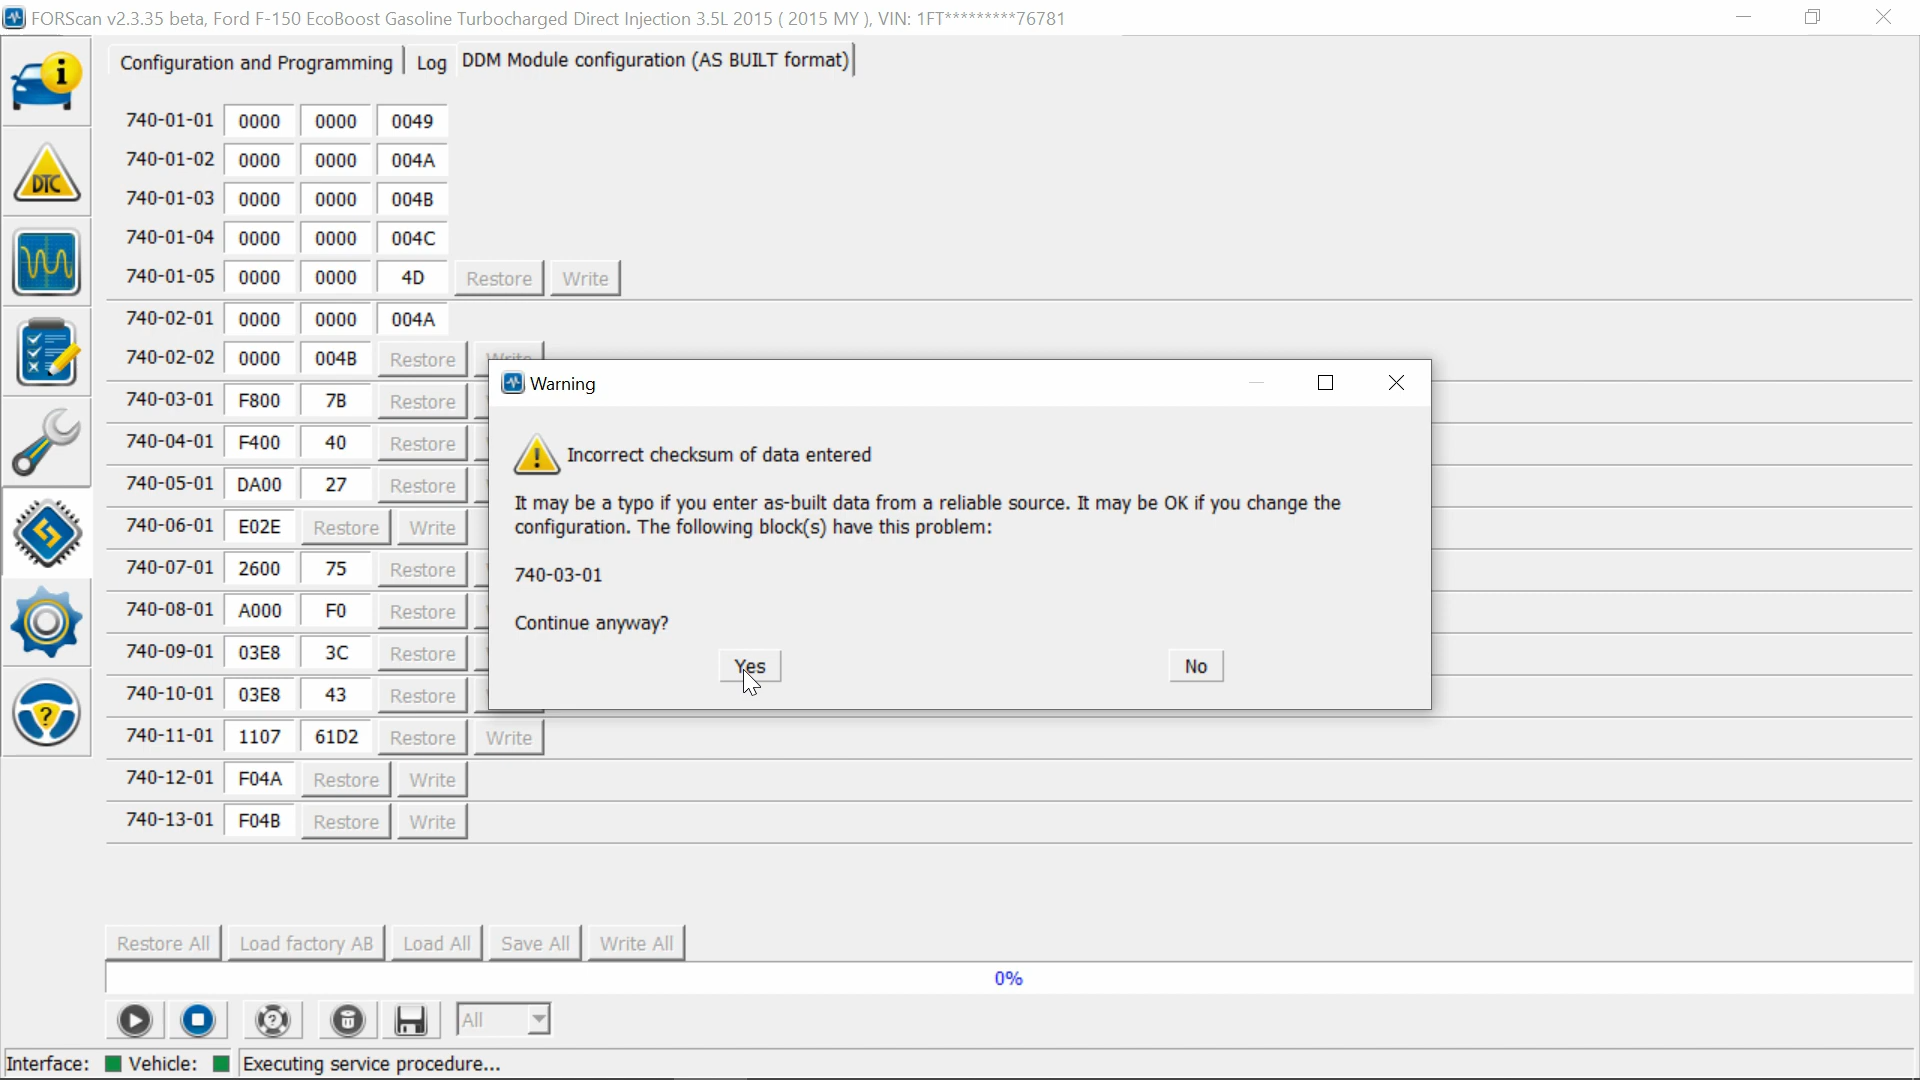 FORScan v2.3.35 beta, Ford F-150 EcoBoost Gasoline Turbocharged Direct Injection 3.5L 2015 ( 2015 MY ), VIN: 1FT*********76781
Configuration and Programming Log DDM Module configuration (AS BUILT format)
740-01-01 0000 0000 0049
740-01-02 0000 0000 004A
740-01-03 0000 0000 004B
740-01-04 0000 0000 004C
740-01-05 0000 0000 4D Restore Write
740-02-01 0000 0000 004A
740-02-02 0000 004B Restore Write
740-03-01 F800 7B Restore
740-04-01 F400 40 Restore
740-05-01 DA00 27 Restore
740-06-01 E02E Restore Write
740-07-01 2600 75 Restore
740-08-01 A000 F0 Restore
740-09-01 03E8 3C Restore
740-10-01 03E8 43 Restore
740-11-01 1107 61D2 Restore Write
740-12-01 F04A Restore Write
740-13-01 F04B Restore Write
Warning
Incorrect checksum of data entered
It may be a typo if you enter as-built data from a reliable source. It may be OK if you change the
configuration. The following block(s) have this problem:
740-03-01
Continue anyway?
Yes No
Restore All Load factory AB Load All Save All Write All
0%
All
Interface: Vehicle: Executing service procedure...
DTC